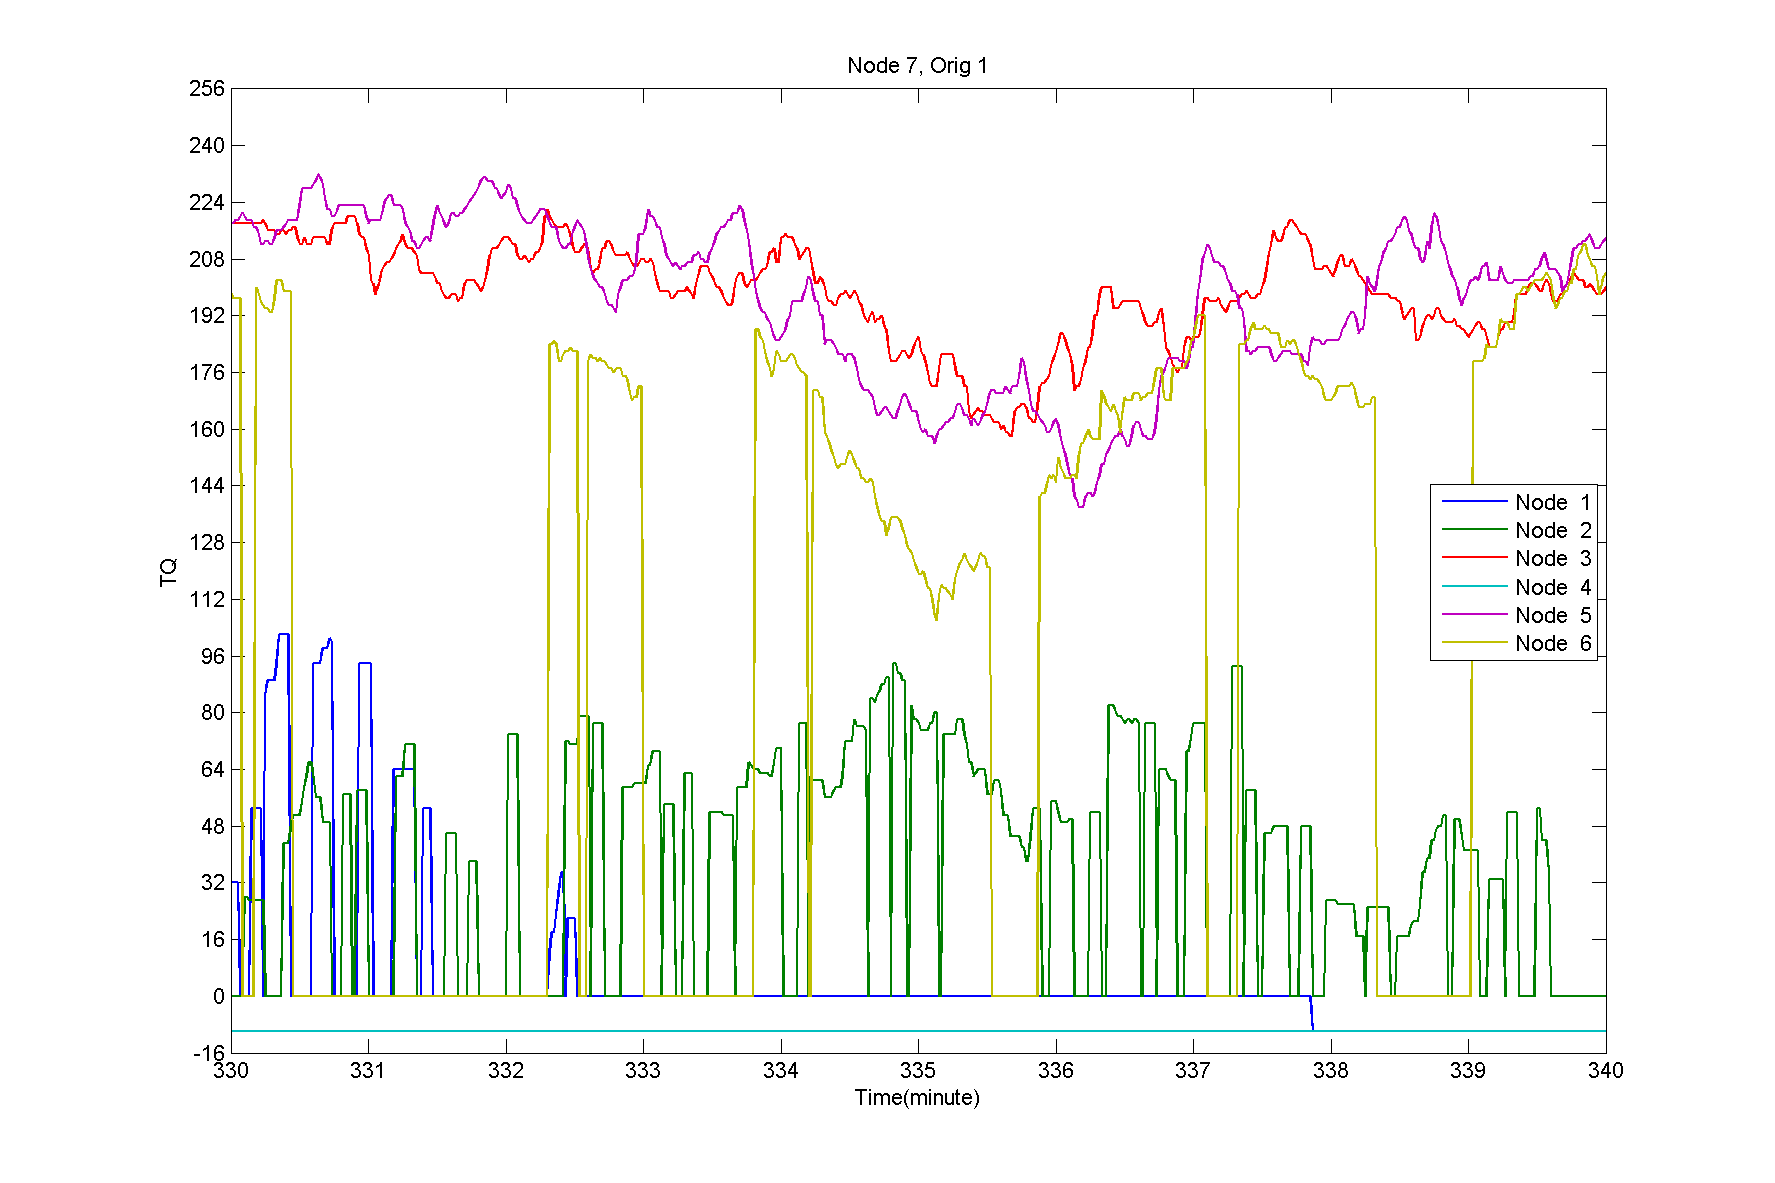 Node 7, Orig 1
256
240
224
208
192
176
160
144
128
112
96
80
64
48
32
16
0
-16
TQ
330 331 332 333 334 335 336 337 338 339 340
Time(minute)
Node 1
Node 2
Node 3
Node 4
Node 5
Node 6